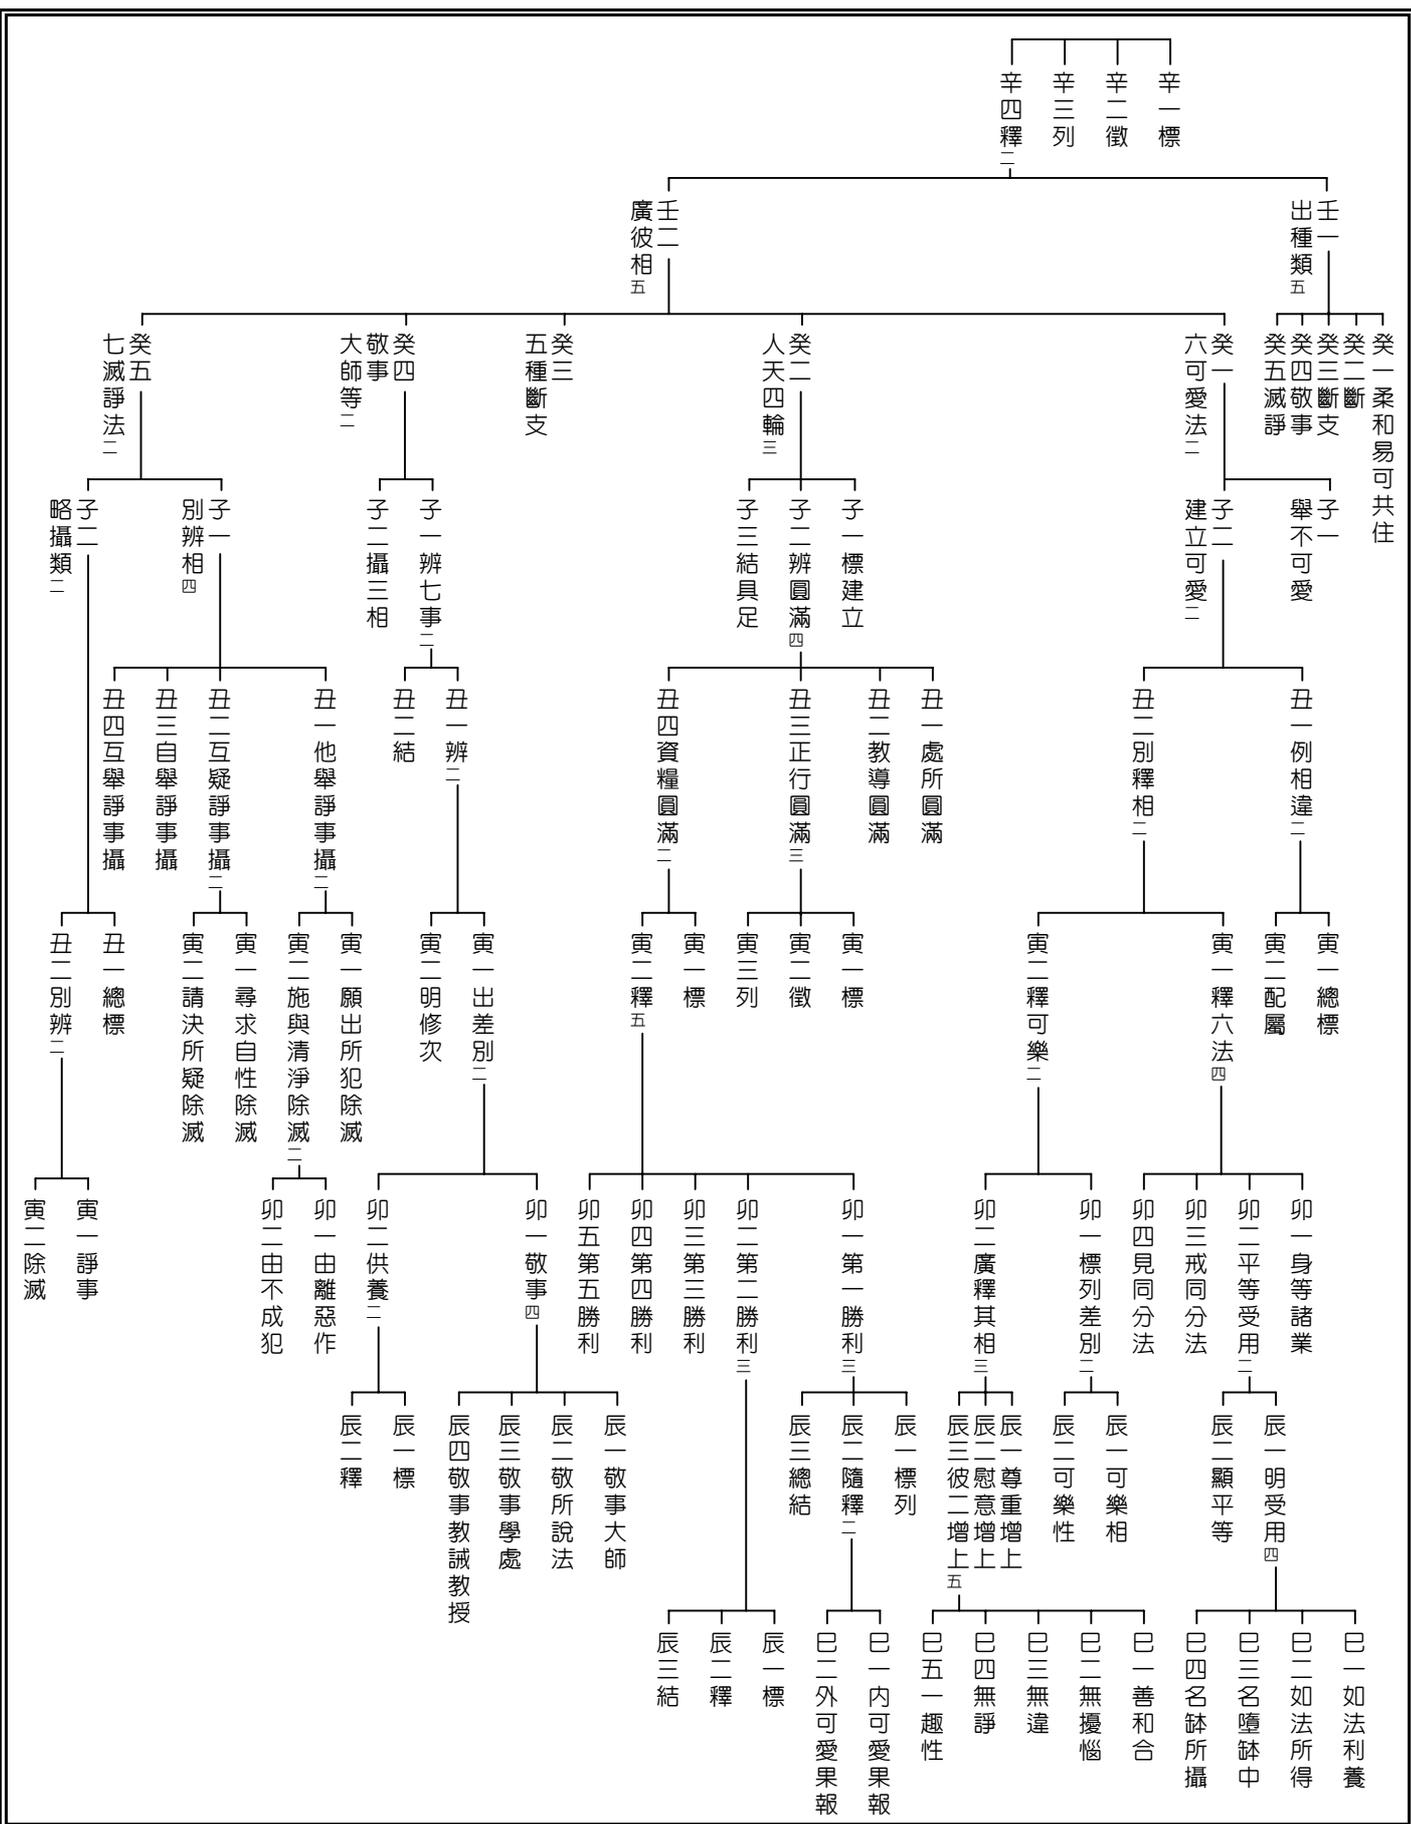 辛一標
辛二徵
辛三列
辛四釋二
壬一
出種類五
壬二
廣彼相五
癸一柔和易可共住
癸二斷
癸三斷支
癸四敬事
癸五滅諍
癸一
六可愛法二
癸二
人天四輪三
癸三
五種斷支
癸四
敬事
大師等二
癸五
七滅諍法二
子一
舉不可愛
子二
建立可愛二
子一標建立
子二辨圓滿四
子三結具足
子一辨七事二
子二攝三相
子一
別辨相四
子二
略攝類二
丑一例相違二
丑二別釋相二
丑一處所圓滿
丑二教導圓滿
丑三正行圓滿三
丑四資糧圓滿二
丑一辨二
丑二結
丑一他舉諍事攝二
丑二互疑諍事攝二
丑三自舉諍事攝
丑四互舉諍事攝
寅一總標
寅二配屬
寅一釋六法四
寅二釋可樂二
寅一標
寅二徵
寅三列
寅一標
寅二釋五
寅一出差別二
寅二明修次
寅一願出所犯除滅
寅二施與清淨除滅二
寅一尋求自性除滅
寅二請決所疑除滅
丑一總標
丑二別辨二
卯一身等諸業
卯二平等受用二
卯三戒同分法
卯四見同分法
卯一標列差別二
卯二廣釋其相三
卯一第一勝利三
卯二第二勝利三
卯三第三勝利
卯四第四勝利
卯五第五勝利
卯一敬事四
卯二供養二
卯一由離惡作
卯二由不成犯
寅一諍事
寅二除滅
辰一明受用四
辰二顯平等
辰一可樂相
辰二可樂性
辰一尊重增上
辰二慰意增上
辰三彼二增上五
辰一標列
辰二隨釋二
辰三總結
辰一敬事大師
辰二敬所說法
辰三敬事學處
辰四敬事教誡教授
辰一標
辰二釋
巳一如法利養
巳二如法所得
巳三名墮缽中
巳四名缽所攝
巳一善和合
巳二無擾惱
巳三無違
巳四無諍
巳五一趣性
巳一內可愛果報
巳二外可愛果報
辰一標
辰二釋
辰三結